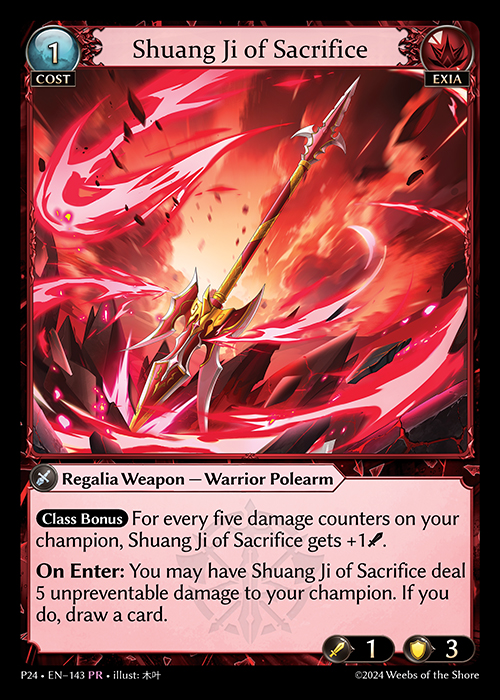 1
Shuang Ji of Sacrifice
COST
EXIA
Regalia Weapon — Warrior Polearm
Class Bonus For every five damage counters on your
champion, Shuang Ji of Sacrifice gets +1.
On Enter: You may have Shuang Ji of Sacrifice deal
5 unpreventable damage to your champion. If you
do, draw a card.
1
3
P24 • EN-143 PR • illust: 木叶
©2024 Weebs of the Shore